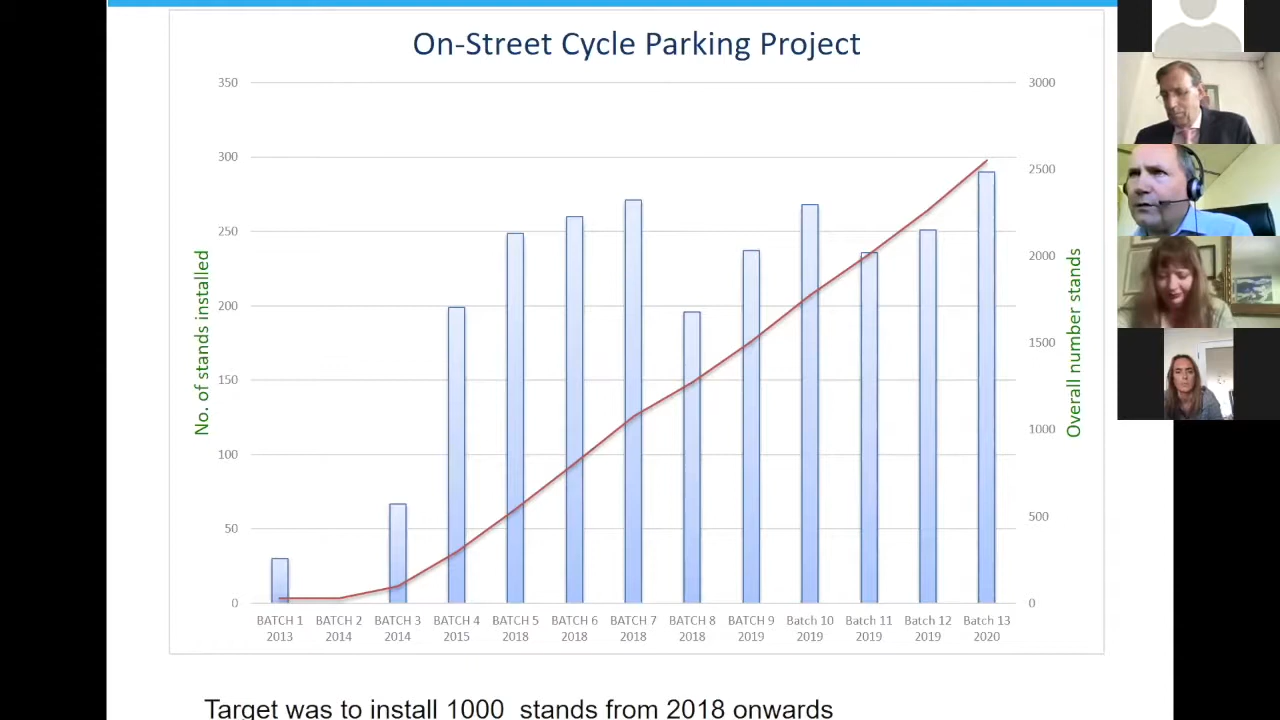 On-Street Cycle Parking Project
350
300
250
200
150
100
50
0
No. of stands installed
3000
2500
2000
1500
1000
500
0
Overall number stands
BATCH 1 2013
BATCH 2 2014
BATCH 3 2014
BATCH 4 2015
BATCH 5 2018
BATCH 6 2018
BATCH 7 2018
BATCH 8 2018
BATCH 9 2019
Batch 10 2019
Batch 11 2019
Batch 12 2019
Batch 13 2020
Target was to install 1000 stands from 2018 onwards